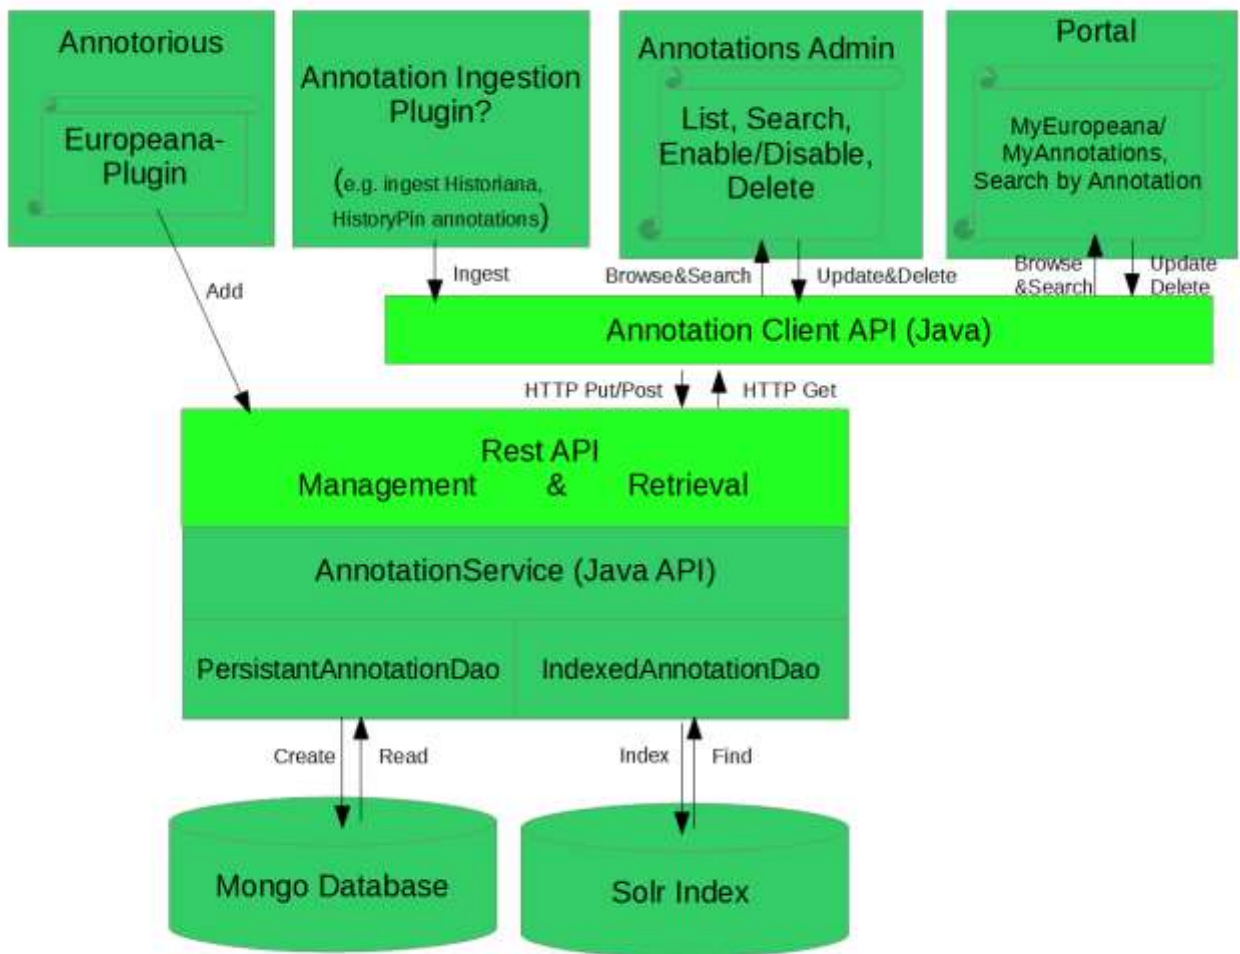 Annotorious
Europeana-
Plugin
Annotation Ingestion
Plugin?
(e.g. ingest Historiana,
HistoryPin annotations)
Annotations Admin
List, Search,
Enable/Disable,
Delete
Portal
MyEuropeana/
MyAnnotations,
Search by Annotation
Add
Ingest
Browse&Search
Update&Delete
Browse
&Search
Update
Delete
Annotation Client API (Java)
HTTP Put/Post
HTTP Get
Rest API
Management & Retrieval
AnnotationService (Java API)
PersistantAnnotationDao
IndexedAnnotationDao
Create
Read
Index
Find
Mongo Database
Solr Index